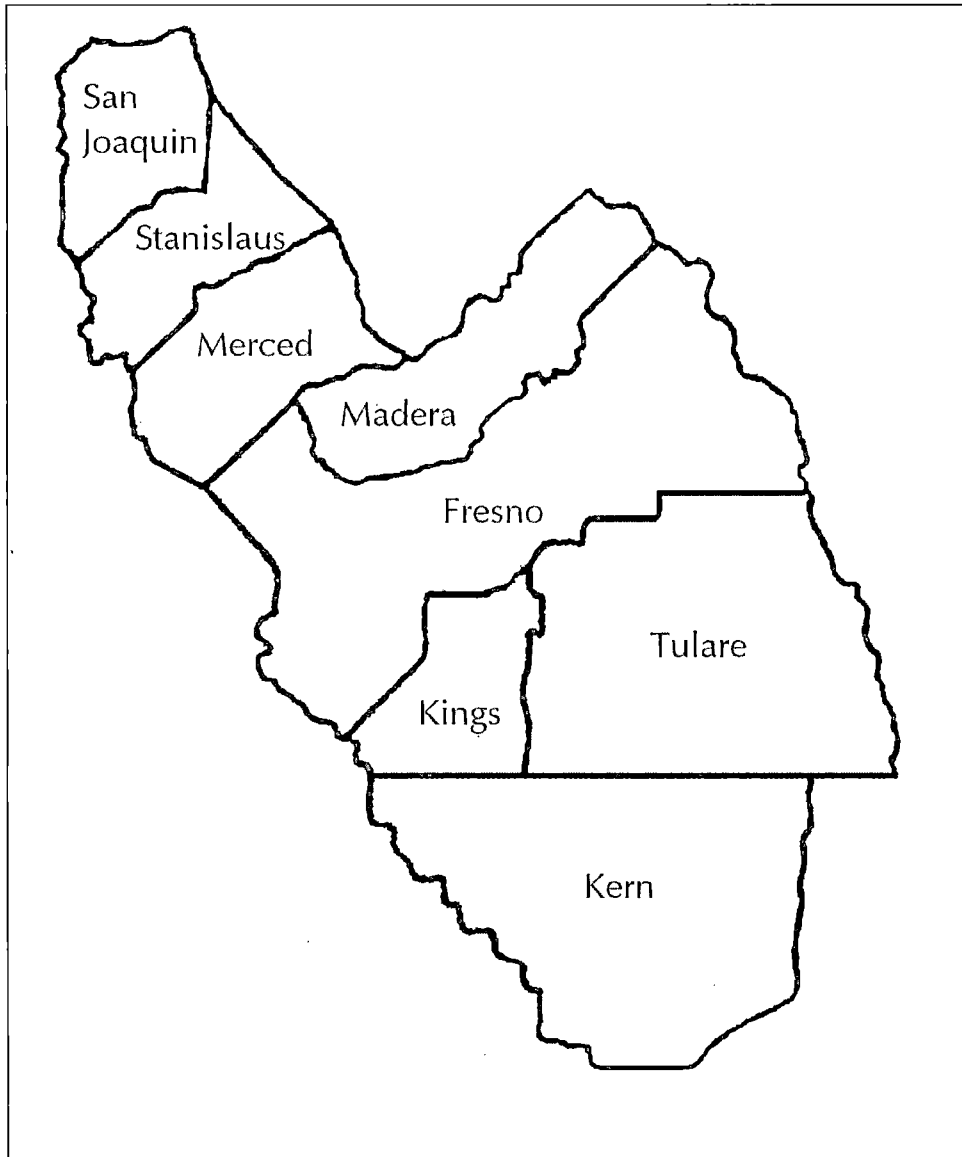 San
Joaquin
Stanislaus
Merced
Madera
Fresno
Tulare
Kings
Kern